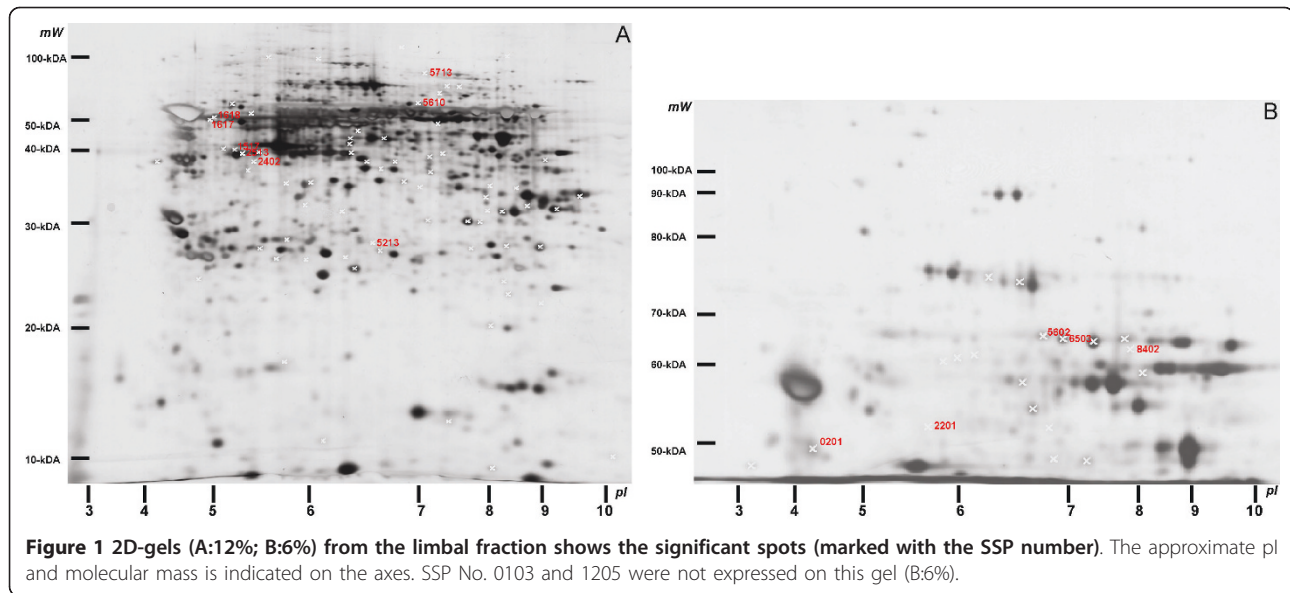 mW
A
100-kDA
50-kDA
40-kDA
30-kDA
20-kDA
10-kDA
5713
5610
1618
1617
2402
5213
3 4 5 6 7 8 9 10 pI
mW
B
100-kDA
90-kDA
80-kDA
70-kDA
60-kDA
50-kDA
6503
8402
2201
0201
3 4 5 6 7 8 9 10 pI
Figure 1 2D-gels (A:12%; B:6%) from the limbal fraction shows the significant spots (marked with the SSP number). The approximate pI
and molecular mass is indicated on the axes. SSP No. 0103 and 1205 were not expressed on this gel (B:6%).